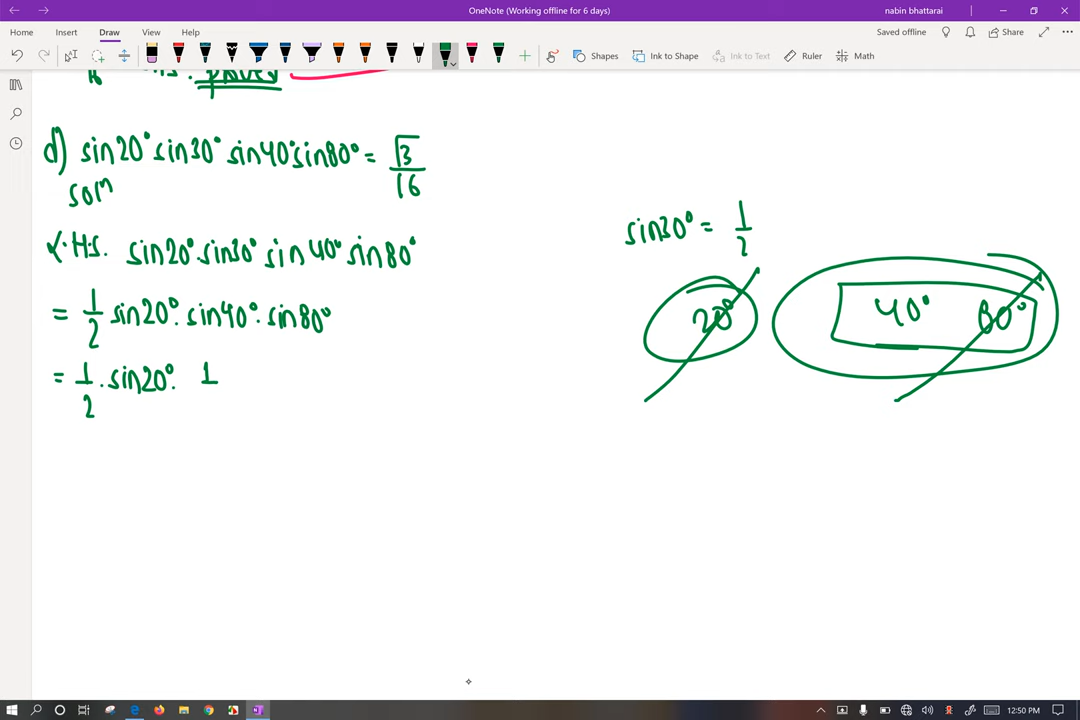 OneNote (Working offline for 6 days)
nabin bhattarai
Home Insert Draw View Help
Saved offline
Share
Shapes
Ink to Shape
Ink to Text
Ruler
Math
d) sin20° sin30° sin40° sin80° = √3/16
sol^n
L.H.S. sin20°.sin30° sin40° sin80°
= 1/2 sin20°. sin40°. sin80°
= 1/2 . sin20°. 1
sin30° = 1/2
20° 40° 80°
12:50 PM